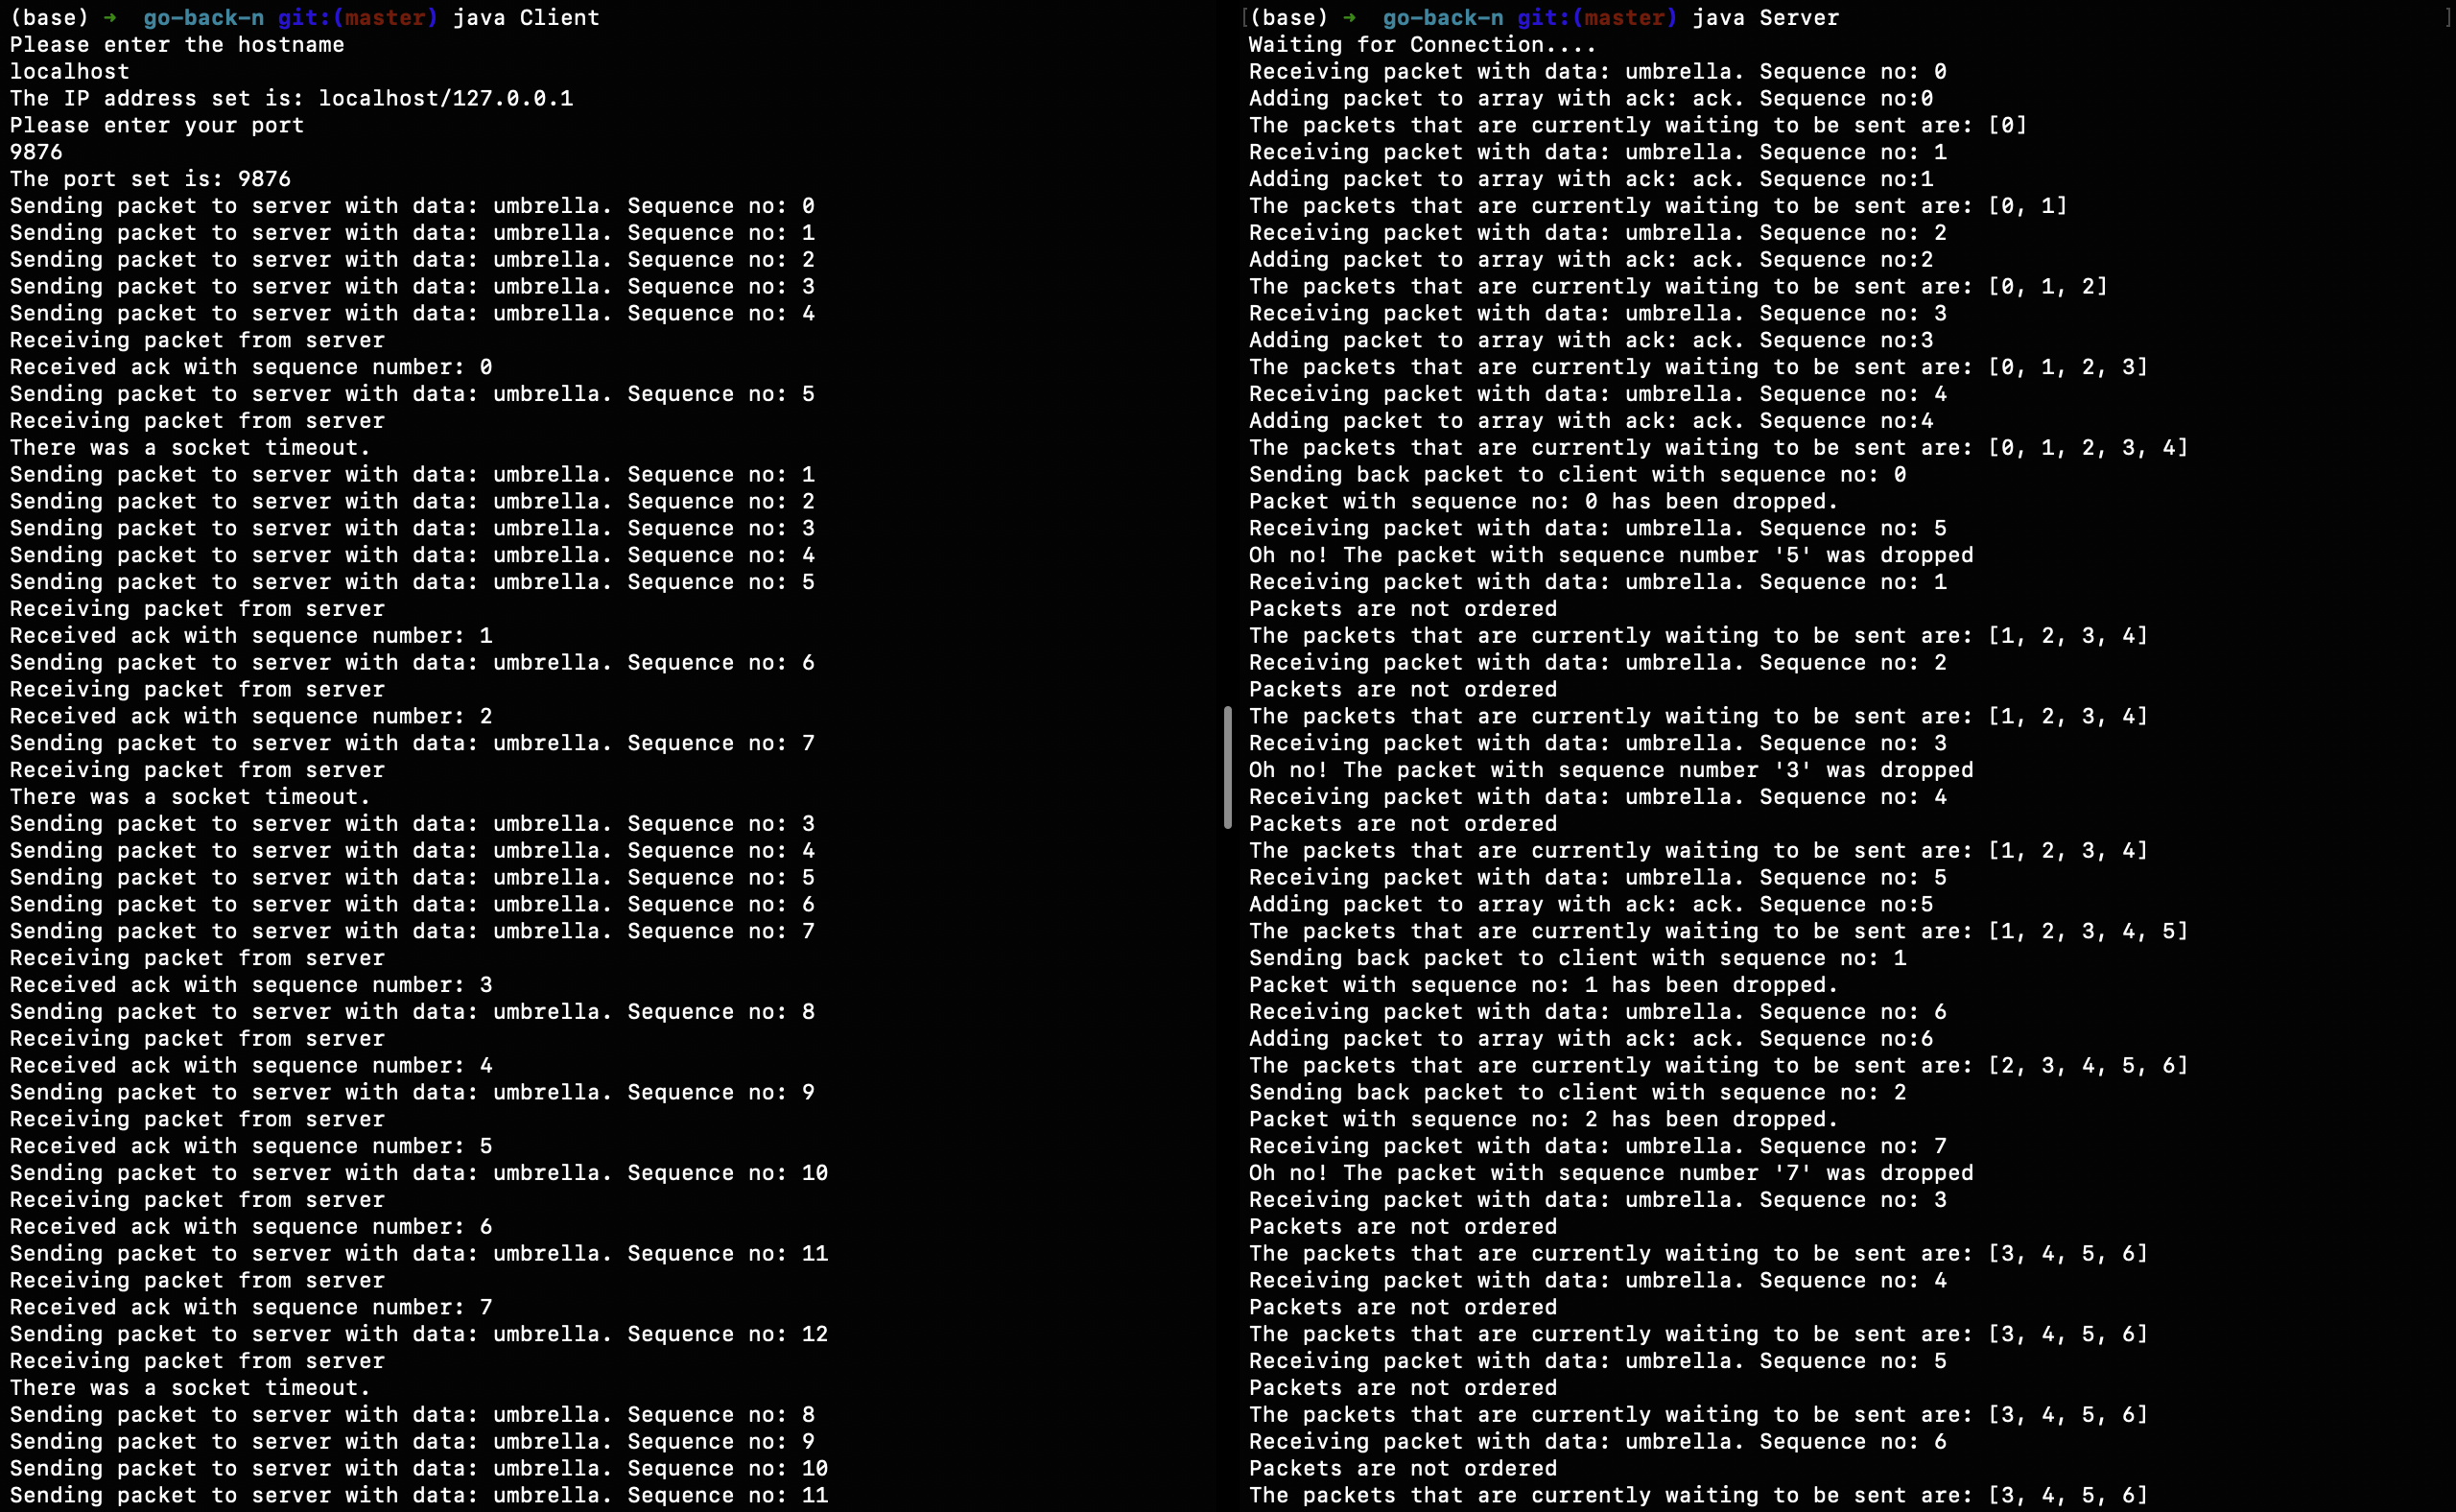 (base) ➜  go-back-n git:(master) java Client
Please enter the hostname
localhost
The IP address set is: localhost/127.0.0.1
Please enter your port
9876
The port set is: 9876
Sending packet to server with data: umbrella. Sequence no: 0
Sending packet to server with data: umbrella. Sequence no: 1
Sending packet to server with data: umbrella. Sequence no: 2
Sending packet to server with data: umbrella. Sequence no: 3
Sending packet to server with data: umbrella. Sequence no: 4
Receiving packet from server
Received ack with sequence number: 0
Sending packet to server with data: umbrella. Sequence no: 5
Receiving packet from server
There was a socket timeout.
Sending packet to server with data: umbrella. Sequence no: 1
Sending packet to server with data: umbrella. Sequence no: 2
Sending packet to server with data: umbrella. Sequence no: 3
Sending packet to server with data: umbrella. Sequence no: 4
Sending packet to server with data: umbrella. Sequence no: 5
Receiving packet from server
Received ack with sequence number: 1
Sending packet to server with data: umbrella. Sequence no: 6
Receiving packet from server
Received ack with sequence number: 2
Sending packet to server with data: umbrella. Sequence no: 7
Receiving packet from server
There was a socket timeout.
Sending packet to server with data: umbrella. Sequence no: 3
Sending packet to server with data: umbrella. Sequence no: 4
Sending packet to server with data: umbrella. Sequence no: 5
Sending packet to server with data: umbrella. Sequence no: 6
Sending packet to server with data: umbrella. Sequence no: 7
Receiving packet from server
Received ack with sequence number: 3
Sending packet to server with data: umbrella. Sequence no: 8
Receiving packet from server
Received ack with sequence number: 4
Sending packet to server with data: umbrella. Sequence no: 9
Receiving packet from server
Received ack with sequence number: 5
Sending packet to server with data: umbrella. Sequence no: 10
Receiving packet from server
Received ack with sequence number: 6
Sending packet to server with data: umbrella. Sequence no: 11
Receiving packet from server
Received ack with sequence number: 7
Sending packet to server with data: umbrella. Sequence no: 12
Receiving packet from server
There was a socket timeout.
Sending packet to server with data: umbrella. Sequence no: 8
Sending packet to server with data: umbrella. Sequence no: 9
Sending packet to server with data: umbrella. Sequence no: 10
Sending packet to server with data: umbrella. Sequence no: 11
[(base) ➜  go-back-n git:(master) java Server ]
Waiting for Connection....
Receiving packet with data: umbrella. Sequence no: 0
Adding packet to array with ack: ack. Sequence no:0
The packets that are currently waiting to be sent are: [0]
Receiving packet with data: umbrella. Sequence no: 1
Adding packet to array with ack: ack. Sequence no:1
The packets that are currently waiting to be sent are: [0, 1]
Receiving packet with data: umbrella. Sequence no: 2
Adding packet to array with ack: ack. Sequence no:2
The packets that are currently waiting to be sent are: [0, 1, 2]
Receiving packet with data: umbrella. Sequence no: 3
Adding packet to array with ack: ack. Sequence no:3
The packets that are currently waiting to be sent are: [0, 1, 2, 3]
Receiving packet with data: umbrella. Sequence no: 4
Adding packet to array with ack: ack. Sequence no:4
The packets that are currently waiting to be sent are: [0, 1, 2, 3, 4]
Sending back packet to client with sequence no: 0
Packet with sequence no: 0 has been dropped.
Receiving packet with data: umbrella. Sequence no: 5
Oh no! The packet with sequence number '5' was dropped
Receiving packet with data: umbrella. Sequence no: 1
Packets are not ordered
The packets that are currently waiting to be sent are: [1, 2, 3, 4]
Receiving packet with data: umbrella. Sequence no: 2
Packets are not ordered
The packets that are currently waiting to be sent are: [1, 2, 3, 4]
Receiving packet with data: umbrella. Sequence no: 3
Oh no! The packet with sequence number '3' was dropped
Receiving packet with data: umbrella. Sequence no: 4
Packets are not ordered
The packets that are currently waiting to be sent are: [1, 2, 3, 4]
Receiving packet with data: umbrella. Sequence no: 5
Adding packet to array with ack: ack. Sequence no:5
The packets that are currently waiting to be sent are: [1, 2, 3, 4, 5]
Sending back packet to client with sequence no: 1
Packet with sequence no: 1 has been dropped.
Receiving packet with data: umbrella. Sequence no: 6
Adding packet to array with ack: ack. Sequence no:6
The packets that are currently waiting to be sent are: [2, 3, 4, 5, 6]
Sending back packet to client with sequence no: 2
Packet with sequence no: 2 has been dropped.
Receiving packet with data: umbrella. Sequence no: 7
Oh no! The packet with sequence number '7' was dropped
Receiving packet with data: umbrella. Sequence no: 3
Packets are not ordered
The packets that are currently waiting to be sent are: [3, 4, 5, 6]
Receiving packet with data: umbrella. Sequence no: 4
Packets are not ordered
The packets that are currently waiting to be sent are: [3, 4, 5, 6]
Receiving packet with data: umbrella. Sequence no: 5
Packets are not ordered
The packets that are currently waiting to be sent are: [3, 4, 5, 6]
Receiving packet with data: umbrella. Sequence no: 6
Packets are not ordered
The packets that are currently waiting to be sent are: [3, 4, 5, 6]